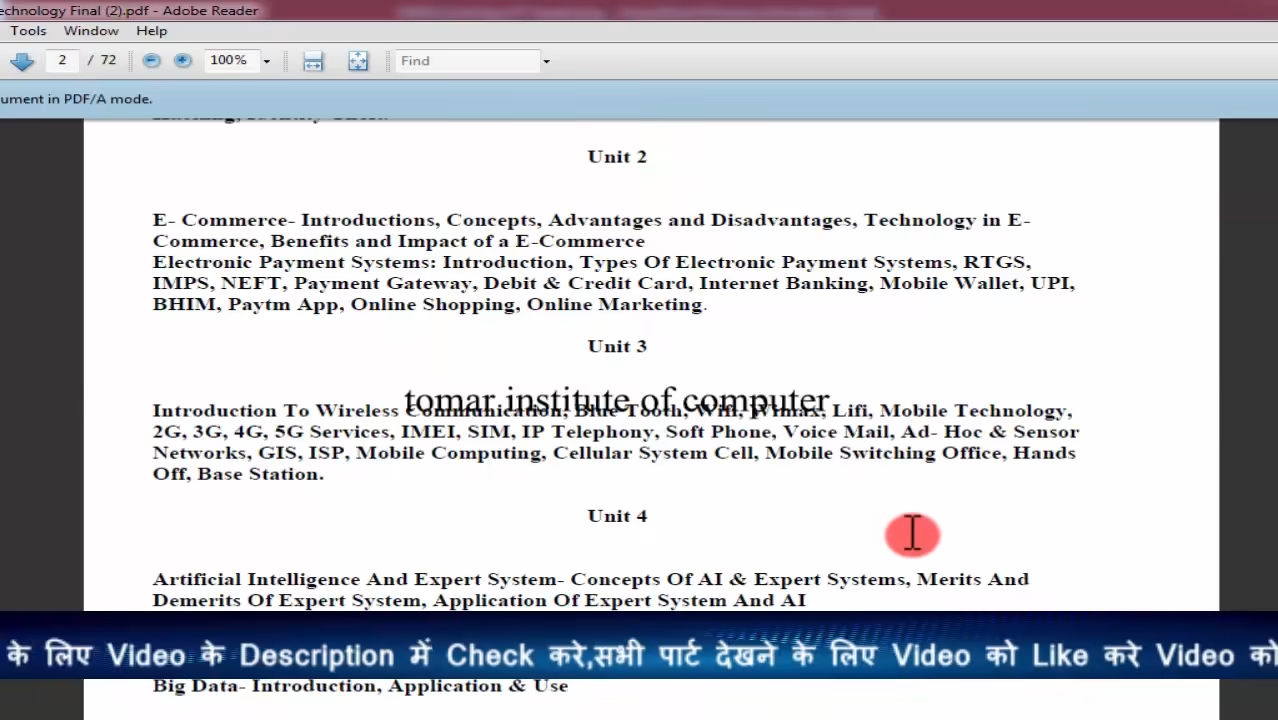 echnology Final (2).pdf - Adobe Reader
Tools Window Help
2 / 72 100% Find
ument in PDF/A mode.
Unit 2
E- Commerce- Introductions, Concepts, Advantages and Disadvantages, Technology in E-
Commerce, Benefits and Impact of a E-Commerce
Electronic Payment Systems: Introduction, Types Of Electronic Payment Systems, RTGS,
IMPS, NEFT, Payment Gateway, Debit & Credit Card, Internet Banking, Mobile Wallet, UPI,
BHIM, Paytm App, Online Shopping, Online Marketing.
Unit 3
tomar institute of computer
Introduction To Wireless Communication, Blue Tooth, Wifi, Wimax, Lifi, Mobile Technology,
2G, 3G, 4G, 5G Services, IMEI, SIM, IP Telephony, Soft Phone, Voice Mail, Ad- Hoc & Sensor
Networks, GIS, ISP, Mobile Computing, Cellular System Cell, Mobile Switching Office, Hands
Off, Base Station.
Unit 4
Artificial Intelligence And Expert System- Concepts Of AI & Expert Systems, Merits And
Demerits Of Expert System, Application Of Expert System And AI
के लिए Video के Description में Check करे,सभी पार्ट देखने के लिए Video को Like करे Video को
Big Data- Introduction, Application & Use